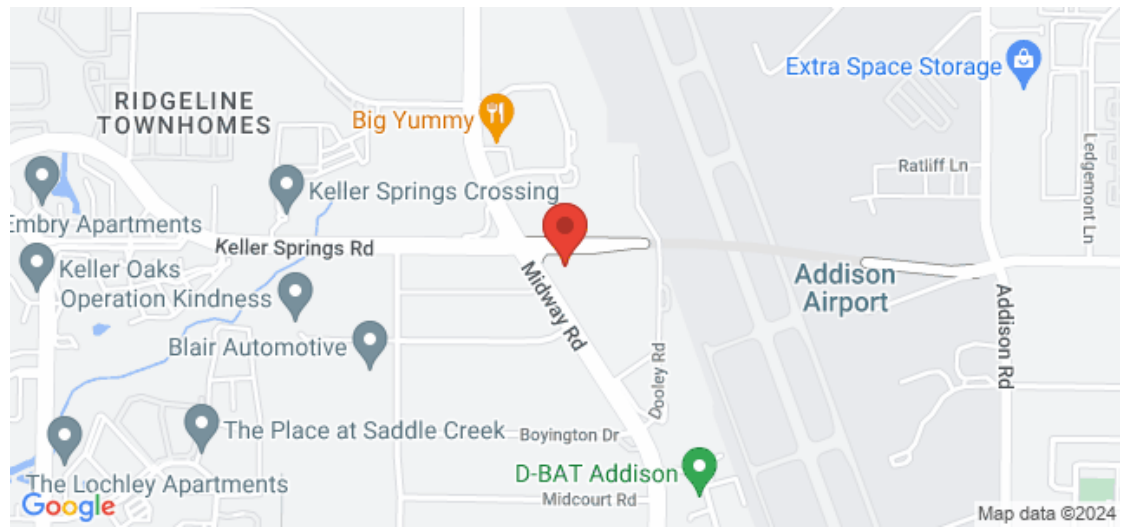 Extra Space Storage
RIDGELINE
TOWNHOMES
Big Yummy
Ledgemont Ln
Ratliff Ln
Keller Springs Crossing
Embry Apartments
Keller Springs Rd
Keller Oaks
Addison
Airport
Operation Kindness
Midway Rd
Addison Rd
Blair Automotive
Dooley Rd
The Place at Saddle Creek
Boyington Dr
D-BAT Addison
The Lochley Apartments
Midcourt Rd
Google
Map data ©2024